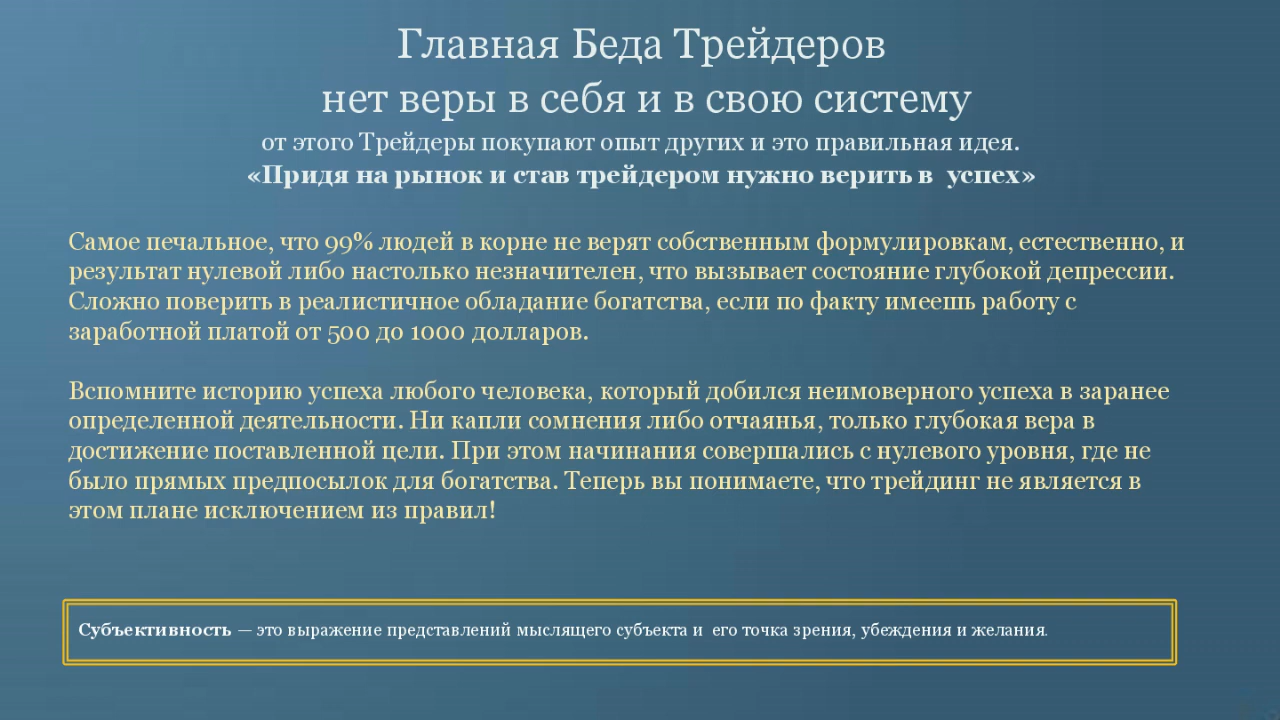 Главная Беда Трейдеров
нет веры в себя и в свою систему
от этого Трейдеры покупают опыт других и это правильная идея.
«Придя на рынок и став трейдером нужно верить в  успех»
Самое печальное, что 99% людей в корне не верят собственным формулировкам, естественно, и
результат нулевой либо настолько незначителен, что вызывает состояние глубокой депрессии.
Сложно поверить в реалистичное обладание богатства, если по факту имеешь работу с
заработной платой от 500 до 1000 долларов.
Вспомните историю успеха любого человека, который добился неимоверного успеха в заранее
определенной деятельности. Ни капли сомнения либо отчаянья, только глубокая вера в
достижение поставленной цели. При этом начинания совершались с нулевого уровня, где не
было прямых предпосылок для богатства. Теперь вы понимаете, что трейдинг не является в
этом плане исключением из правил!
Субъективность — это выражение представлений мыслящего субъекта и  его точка зрения, убеждения и желания.